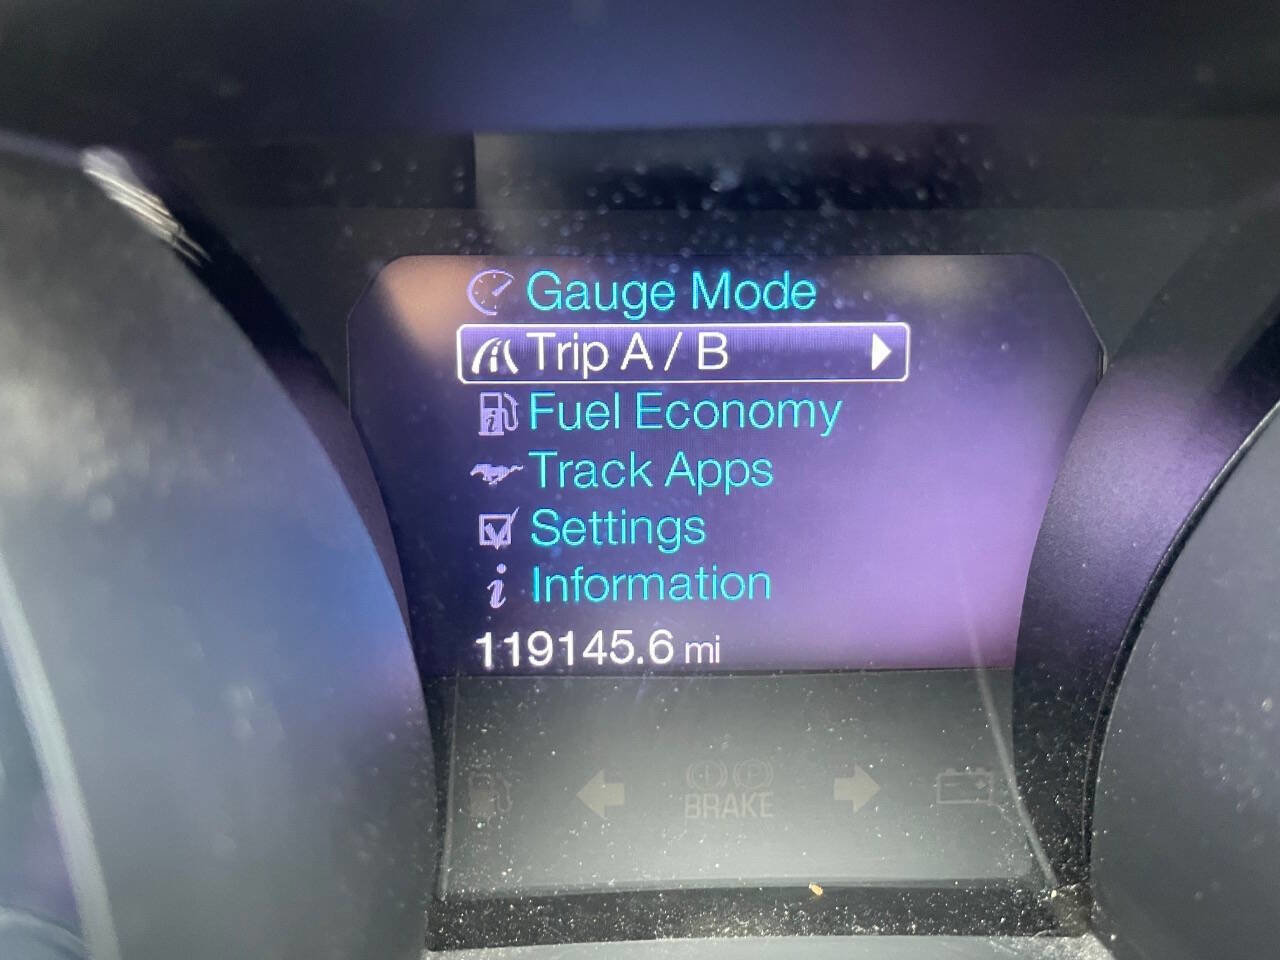 Gauge Mode
Trip A / B
Fuel Economy
Track Apps
Settings
Information
119145.6 mi
BRAKE